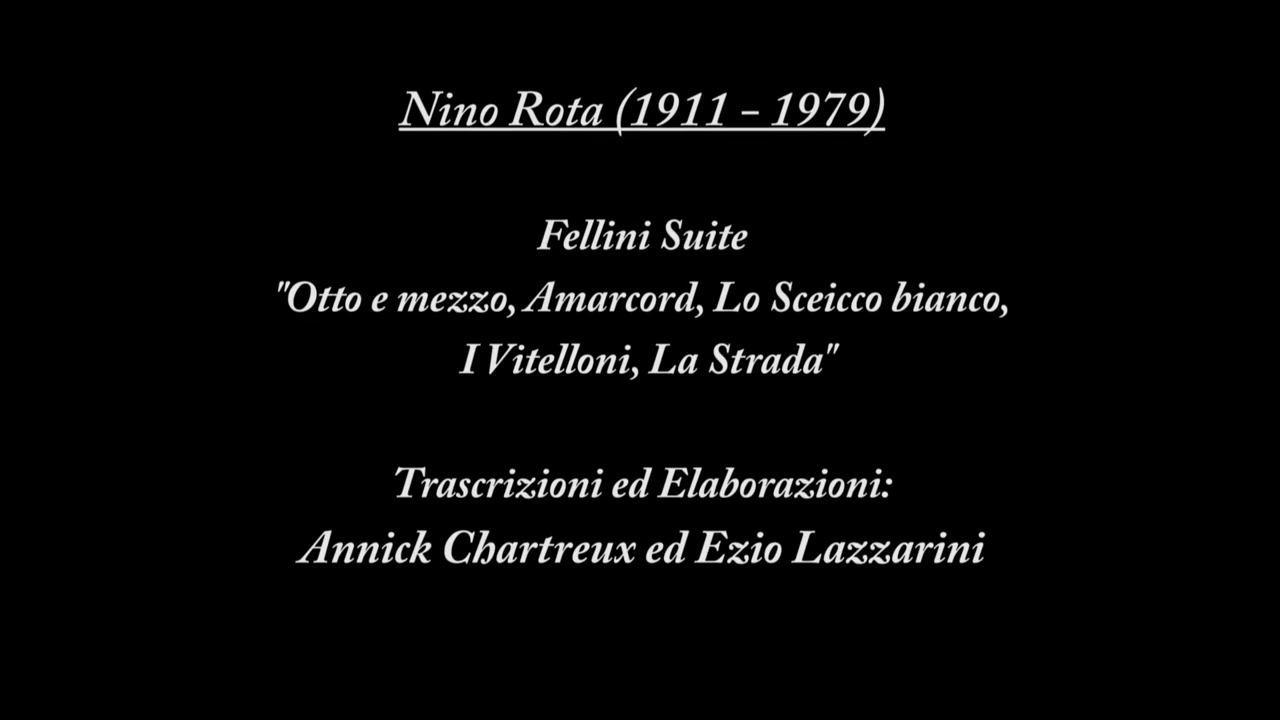 Nino Rota (1911 - 1979)
Fellini Suite
"Otto e mezzo, Amarcord, Lo Sceicco bianco,
I Vitelloni, La Strada"
Trascrizioni ed Elaborazioni:
Annick Chartreux ed Ezio Lazzarini